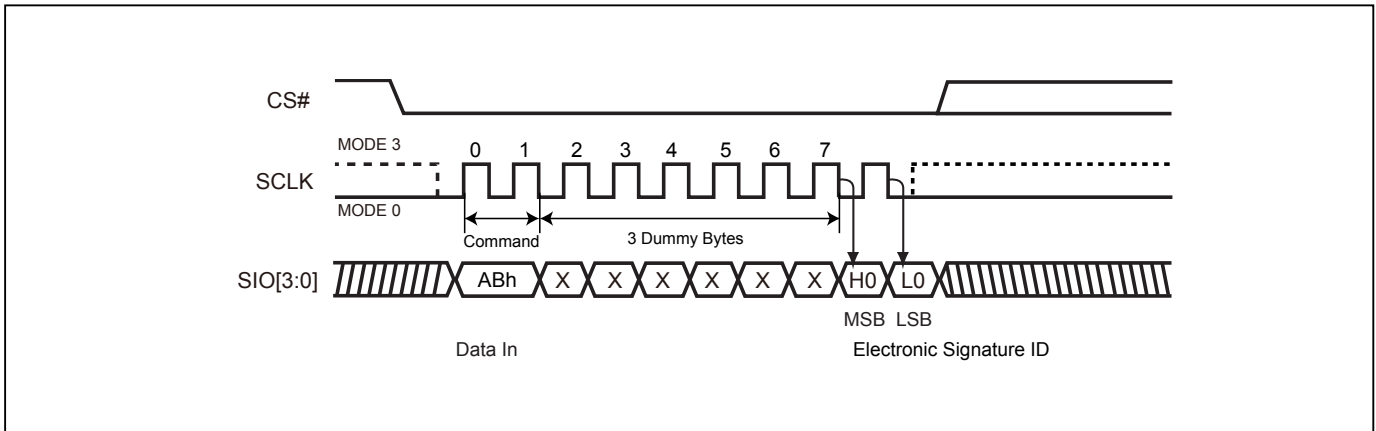 CS#
MODE 3
0 1 2 3 4 5 6 7
SCLK
MODE 0
Command
3 Dummy Bytes
SIO[3:0]
ABh X X X X X X H0 L0
MSB LSB
Data In
Electronic Signature ID